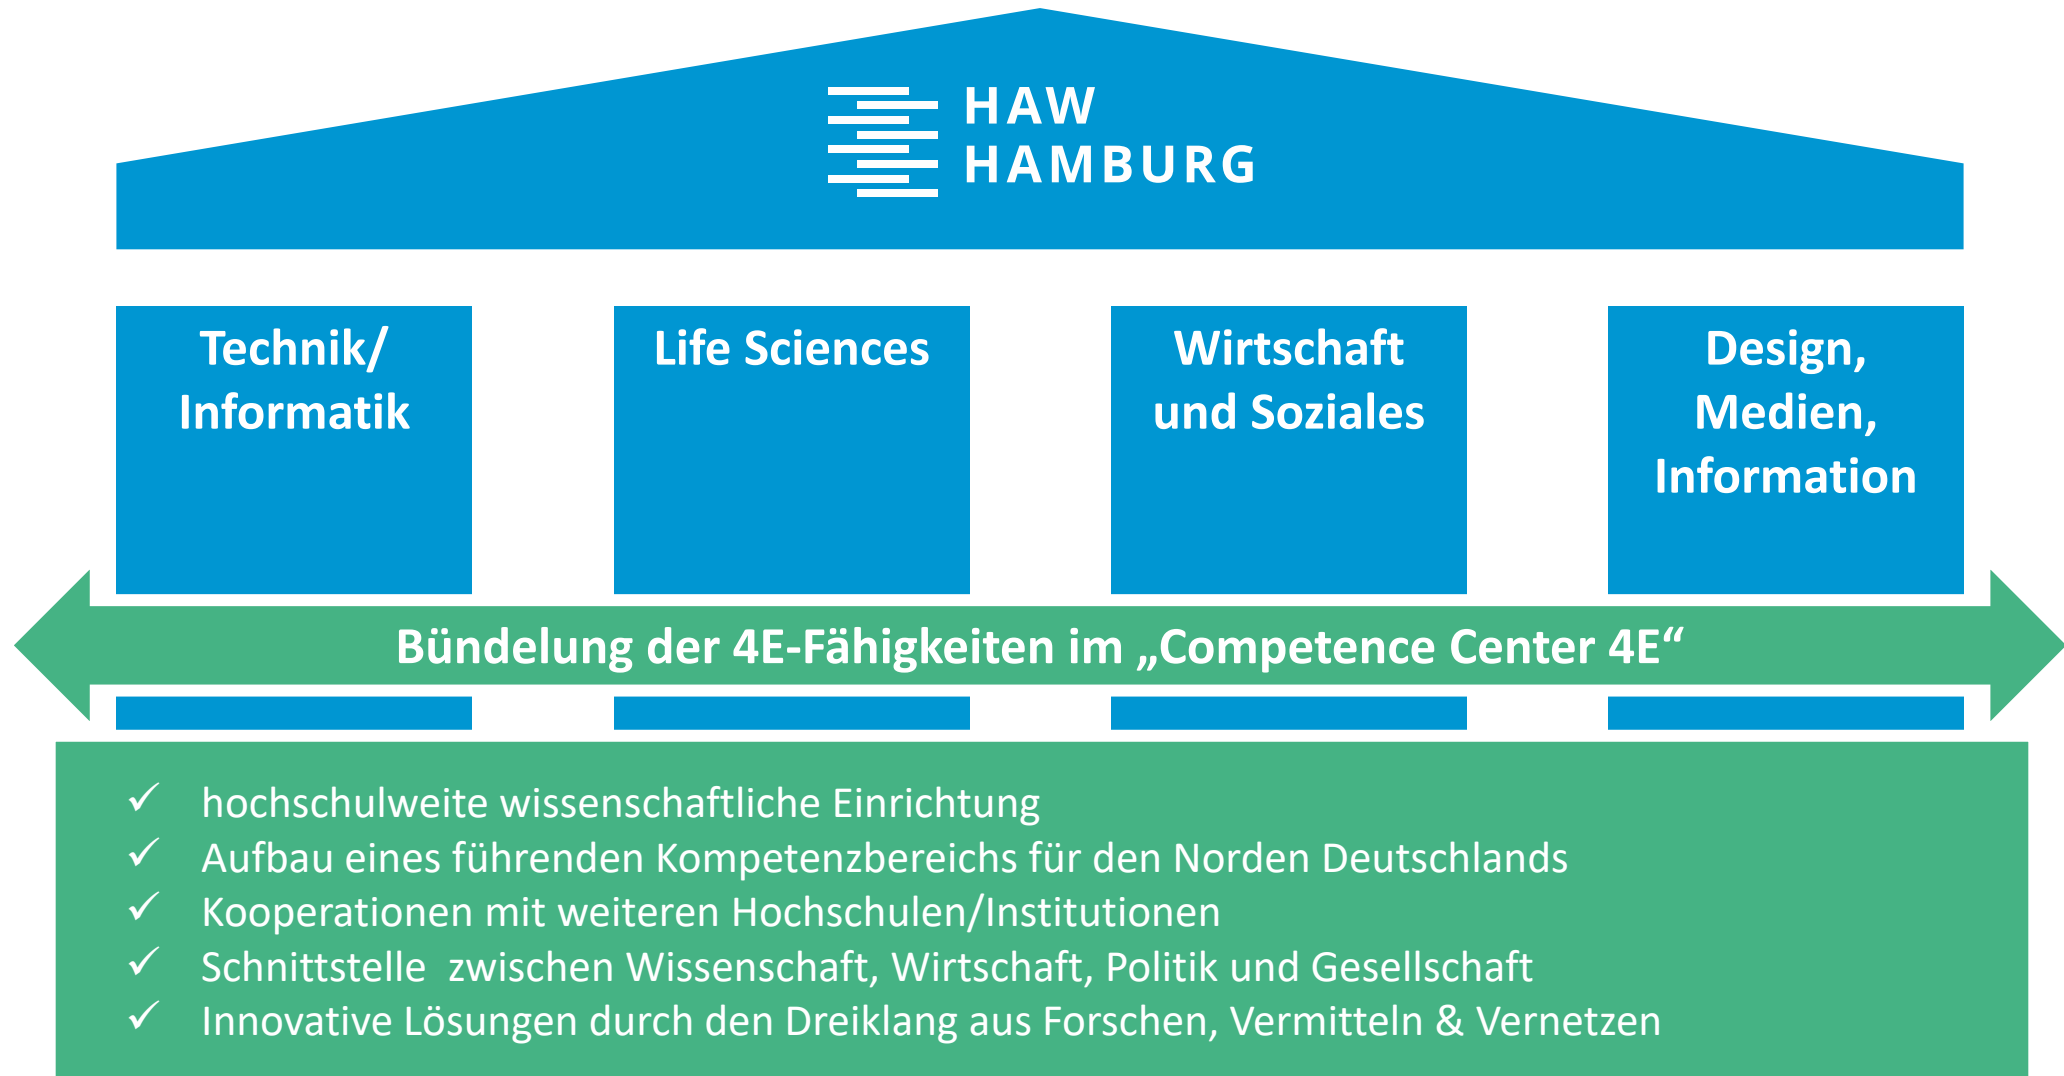 HAW
HAMBURG
Technik/
Informatik
Life Sciences
Wirtschaft
und Soziales
Design,
Medien,
Information
Bündelung der 4E-Fähigkeiten im „Competence Center 4E“
✓ hochschulweite wissenschaftliche Einrichtung
✓ Aufbau eines führenden Kompetenzbereichs für den Norden Deutschlands
✓ Kooperationen mit weiteren Hochschulen/Institutionen
✓ Schnittstelle  zwischen Wissenschaft, Wirtschaft, Politik und Gesellschaft
✓ Innovative Lösungen durch den Dreiklang aus Forschen, Vermitteln & Vernetzen